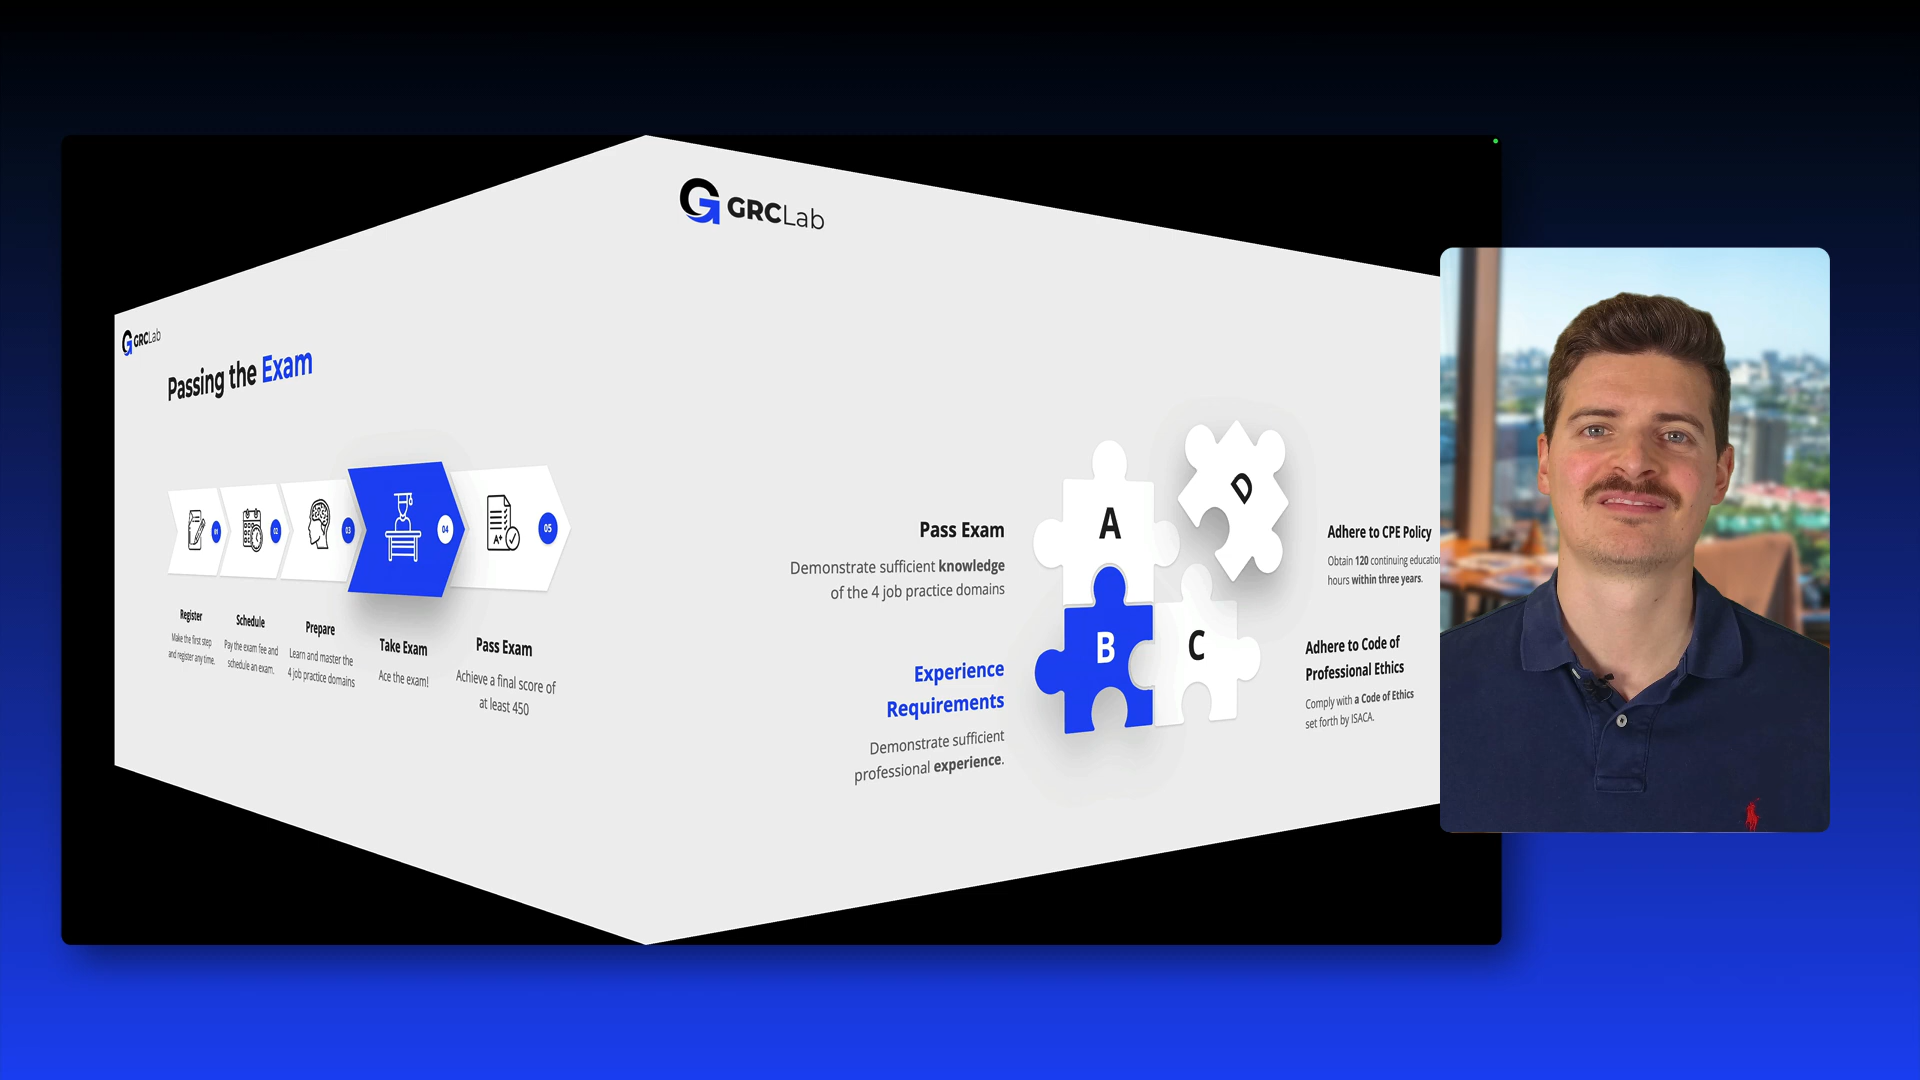 GRCLab
Passing the Exam
01
02
03
04
05
A+
Register
Make the first step
and register any time.
Schedule
Pay the exam fee and
schedule an exam.
Prepare
Learn and master the
4 job practice domains
Take Exam
Ace the exam!
Pass Exam
Achieve a final score of
at least 450
GRCLab
Pass Exam
Demonstrate sufficient knowledge
of the 4 job practice domains
Experience
Requirements
Demonstrate sufficient
professional experience.
A
B
C
D
Adhere to CPE Policy
Obtain 120 continuing education
hours within three years.
Adhere to Code of
Professional Ethics
Comply with a Code of Ethics
set forth by ISACA.